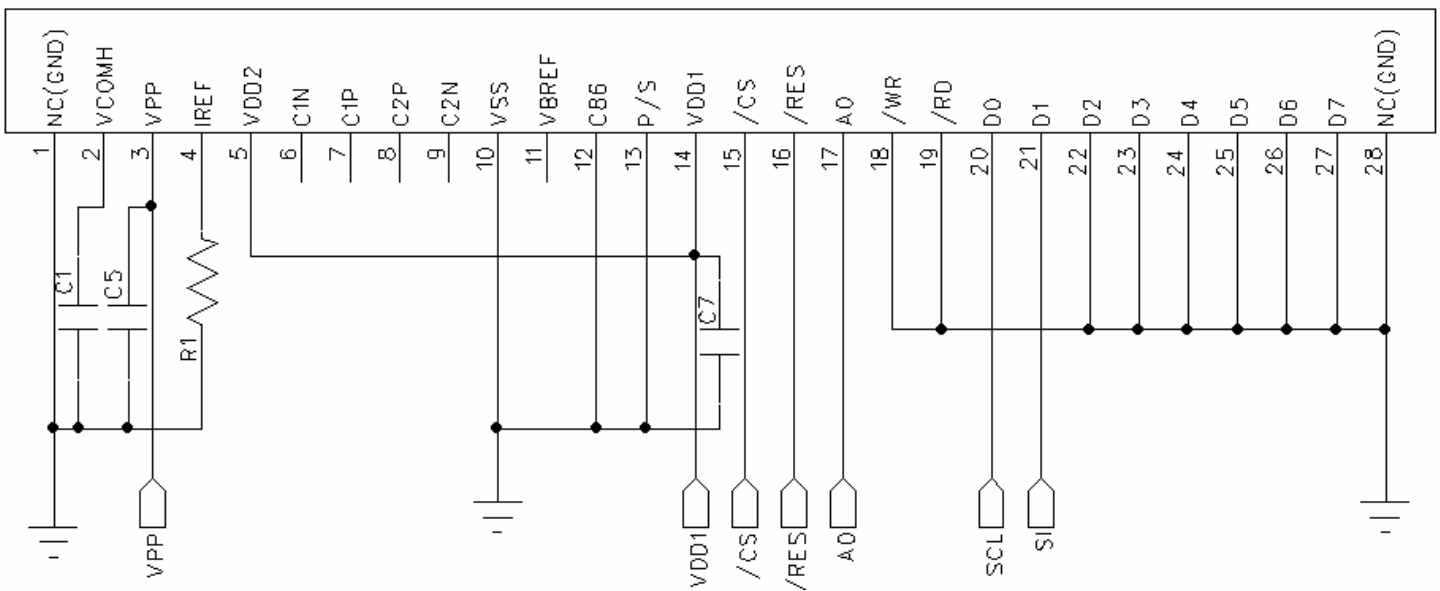 NC(GND)
VCOMH
VPP
IREF
VDD2
C1N
C1P
C2P
C2N
VSS
VBREF
C86
P/S
VDD1
/CS
/RES
A0
/WR
/RD
D0
D1
D2
D3
D4
D5
D6
D7
NC(GND)
1
2
3
4
5
6
7
8
9
10
11
12
13
14
15
16
17
18
19
20
21
22
23
24
25
26
27
28
C1
C5
R1
C7
VPP
VDD1
/CS
/RES
A0
SCL
SI